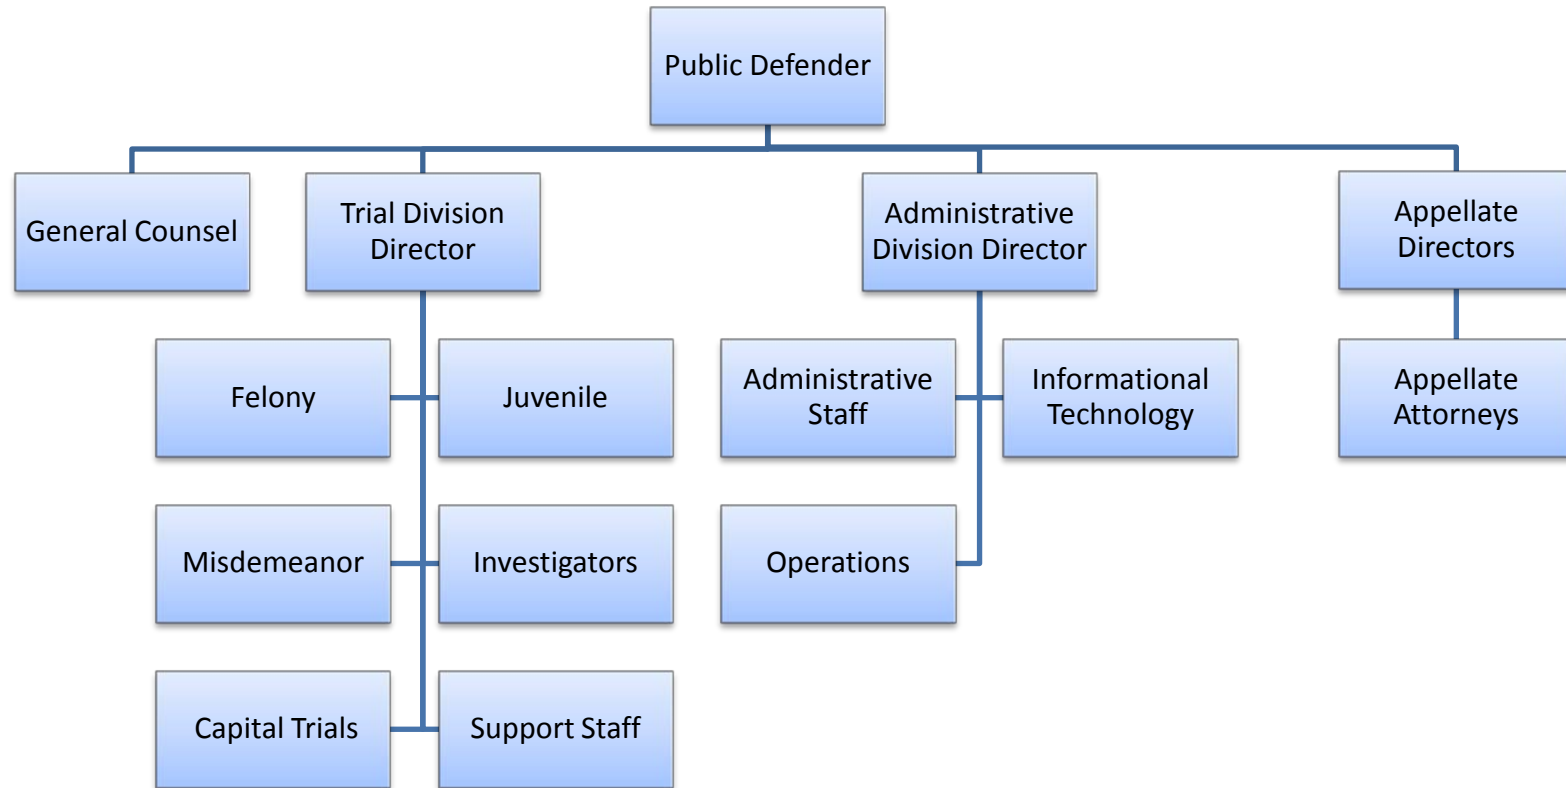 Public Defender
General Counsel
Trial Division
Director
Administrative
Division Director
Appellate
Directors
Felony
Juvenile
Administrative
Staff
Informational
Technology
Appellate
Attorneys
Misdemeanor
Investigators
Operations
Capital Trials
Support Staff